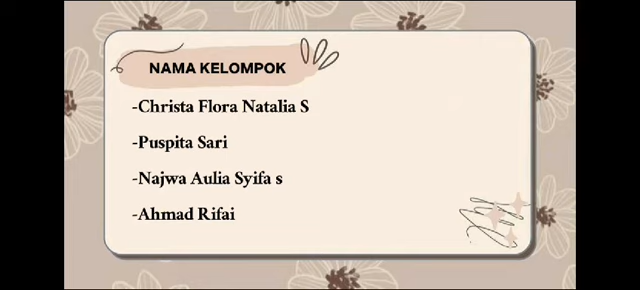 NAMA KELOMPOK
-Christa Flora Natalia S
-Puspita Sari
-Najwa Aulia Syifa s
-Ahmad Rifai